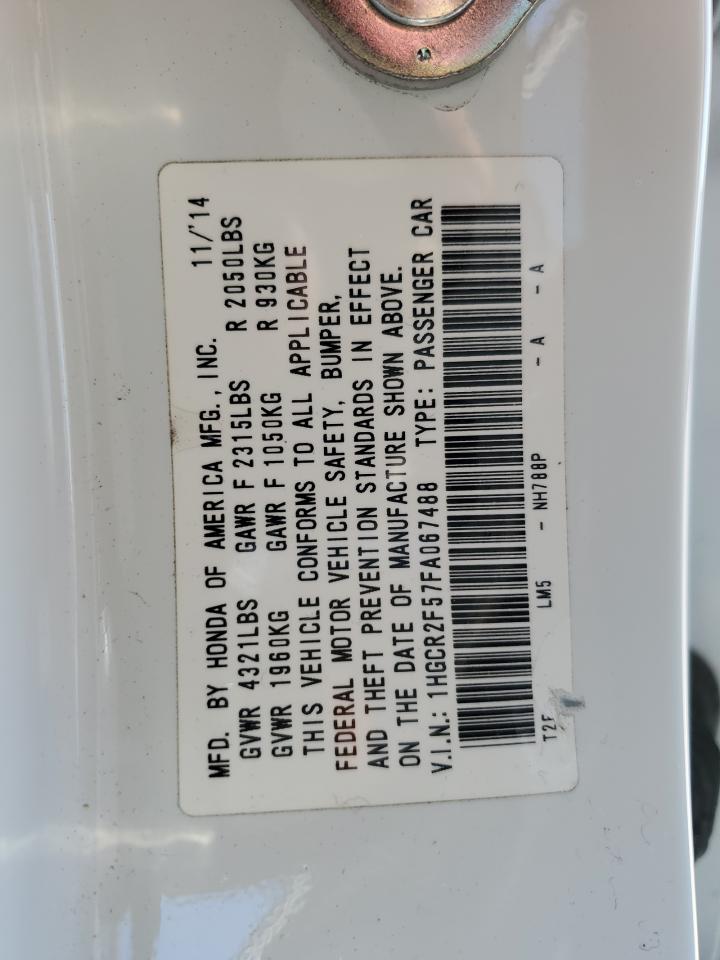 MFD. BY HONDA OF AMERICA MFG., INC. 11/'14
GVWR 4321LBS GAWR F 2315LBS R 2050LBS
GVWR 1960KG GAWR F 1050KG R 930KG
THIS VEHICLE CONFORMS TO ALL APPLICABLE
FEDERAL MOTOR VEHICLE SAFETY, BUMPER,
AND THEFT PREVENTION STANDARDS IN EFFECT
ON THE DATE OF MANUFACTURE SHOWN ABOVE.
V.I.N.: 1HGCR2F57FA067488 TYPE: PASSENGER CAR
T2F LM5 - NH788P - A - A